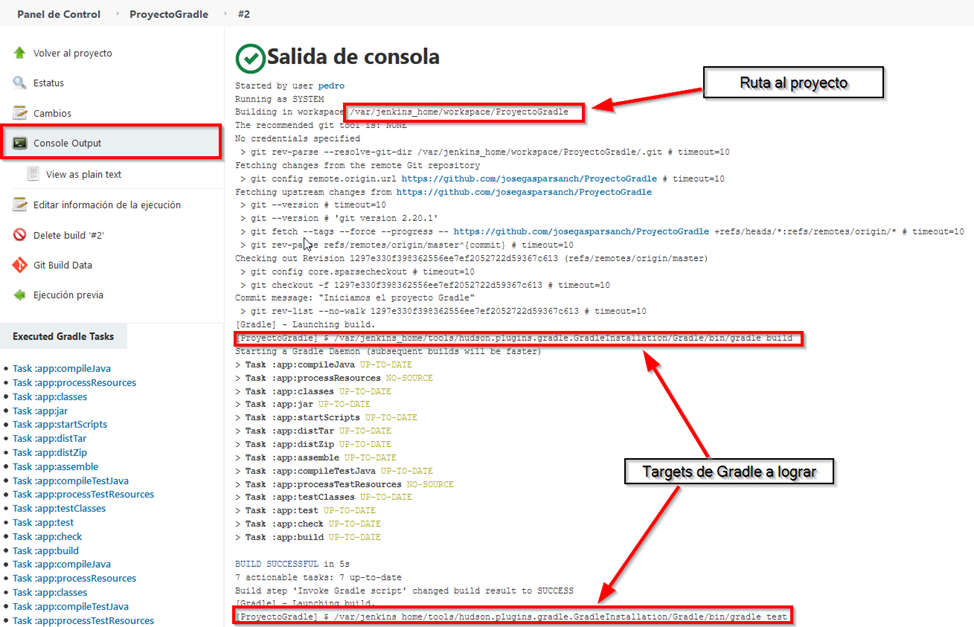 Panel de Control › ProyectoGradle › #2
Volver al proyecto
Estatus
Cambios
Console Output
View as plain text
Editar información de la ejecución
Delete build '#2'
Git Build Data
Ejecución previa
Executed Gradle Tasks
Task :app:compileJava
Task :app:processResources
Task :app:classes
Task :app:jar
Task :app:startScripts
Task :app:distTar
Task :app:distZip
Task :app:assemble
Task :app:compileTestJava
Task :app:processTestResources
Task :app:testClasses
Task :app:test
Task :app:check
Task :app:build
Task :app:compileJava
Task :app:processResources
Task :app:classes
Task :app:compileTestJava
Task :app:processTestResources
Salida de consola
Started by user pedro
Running as SYSTEM
Building in workspace /var/jenkins_home/workspace/ProyectoGradle
The recommended git tool is: NONE
No credentials specified
> git rev-parse --resolve-git-dir /var/jenkins_home/workspace/ProyectoGradle/.git # timeout=10
Fetching changes from the remote Git repository
> git config remote.origin.url https://github.com/josegasparsanch/ProyectoGradle # timeout=10
Fetching upstream changes from https://github.com/josegasparsanch/ProyectoGradle
> git --version # timeout=10
> git --version # 'git version 2.20.1'
> git fetch --tags --force --progress -- https://github.com/josegasparsanch/ProyectoGradle +refs/heads/*:refs/remotes/origin/* # timeout=10
> git rev-parse refs/remotes/origin/master^{commit} # timeout=10
Checking out Revision 1297e330f398362556ee7ef2052722d59367c613 (refs/remotes/origin/master)
> git config core.sparsecheckout # timeout=10
> git checkout -f 1297e330f398362556ee7ef2052722d59367c613 # timeout=10
Commit message: "Iniciamos el proyecto Gradle"
> git rev-list --no-walk 1297e330f398362556ee7ef2052722d59367c613 # timeout=10
[Gradle] - Launching build.
[ProyectoGradle] $ /var/jenkins_home/tools/hudson.plugins.gradle.GradleInstallation/Gradle/bin/gradle build
Starting a Gradle Daemon (subsequent builds will be faster)
> Task :app:compileJava UP-TO-DATE
> Task :app:processResources NO-SOURCE
> Task :app:classes UP-TO-DATE
> Task :app:jar UP-TO-DATE
> Task :app:startScripts UP-TO-DATE
> Task :app:distTar UP-TO-DATE
> Task :app:distZip UP-TO-DATE
> Task :app:assemble UP-TO-DATE
> Task :app:compileTestJava UP-TO-DATE
> Task :app:processTestResources NO-SOURCE
> Task :app:testClasses UP-TO-DATE
> Task :app:test UP-TO-DATE
> Task :app:check UP-TO-DATE
> Task :app:build UP-TO-DATE
BUILD SUCCESSFUL in 5s
7 actionable tasks: 7 up-to-date
Build step 'Invoke Gradle script' changed build result to SUCCESS
[Gradle] - Launching build.
[ProyectoGradle] $ /var/jenkins_home/tools/hudson.plugins.gradle.GradleInstallation/Gradle/bin/gradle test
Ruta al proyecto
Targets de Gradle a lograr